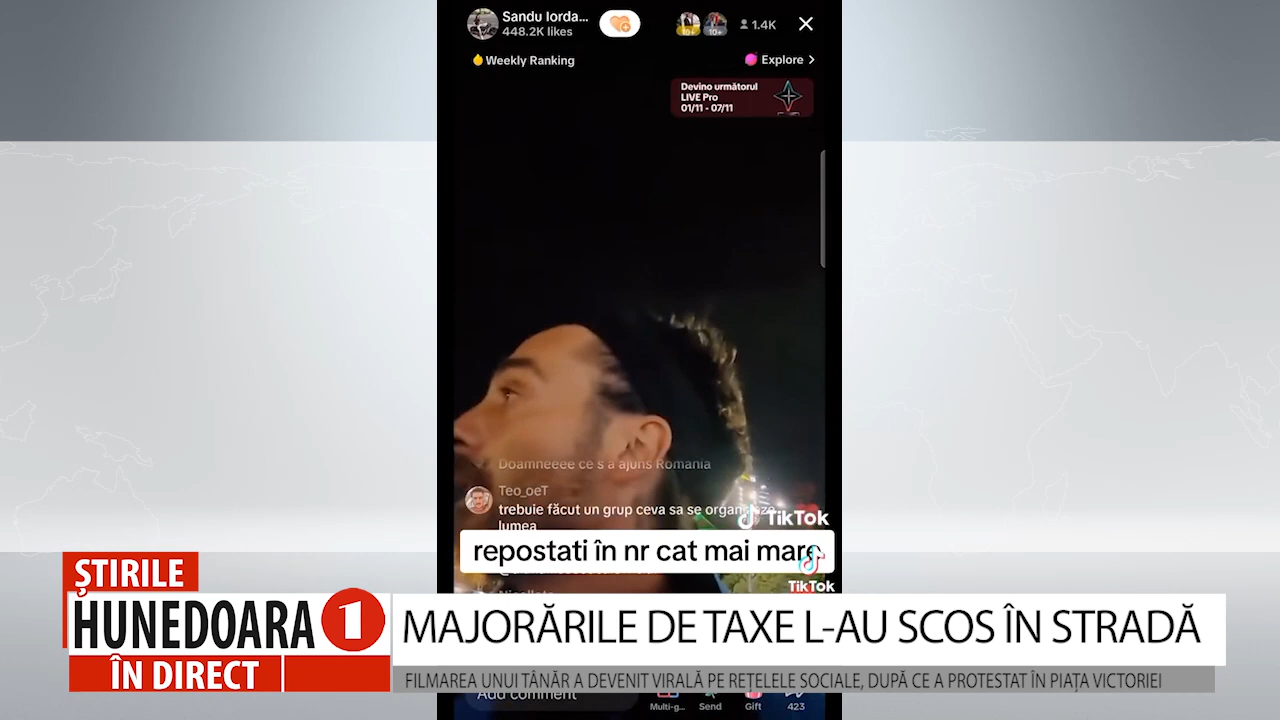 Sandu Iorda...
448.2K likes
10+
10+
1.4K
Weekly Ranking
Explore
Devino următorul
LIVE Pro
01/11 - 07/11
Doamneeee ce s a ajuns Romania
Teo_oeT
trebuie făcut un grup ceva sa se organizeze
lumea
TikTok
repostati în nr cat mai mare
TikTok
ȘTIRILE
HUNEDOARA 1
ÎN DIRECT
MAJORĂRILE DE TAXE L-AU SCOS ÎN STRADĂ
FILMAREA UNUI TÂNĂR A DEVENIT VIRALĂ PE REȚELELE SOCIALE, DUPĂ CE A PROTESTAT ÎN PIAȚA VICTORIEI
Add comment
Multi-g...
Send
Gift
423